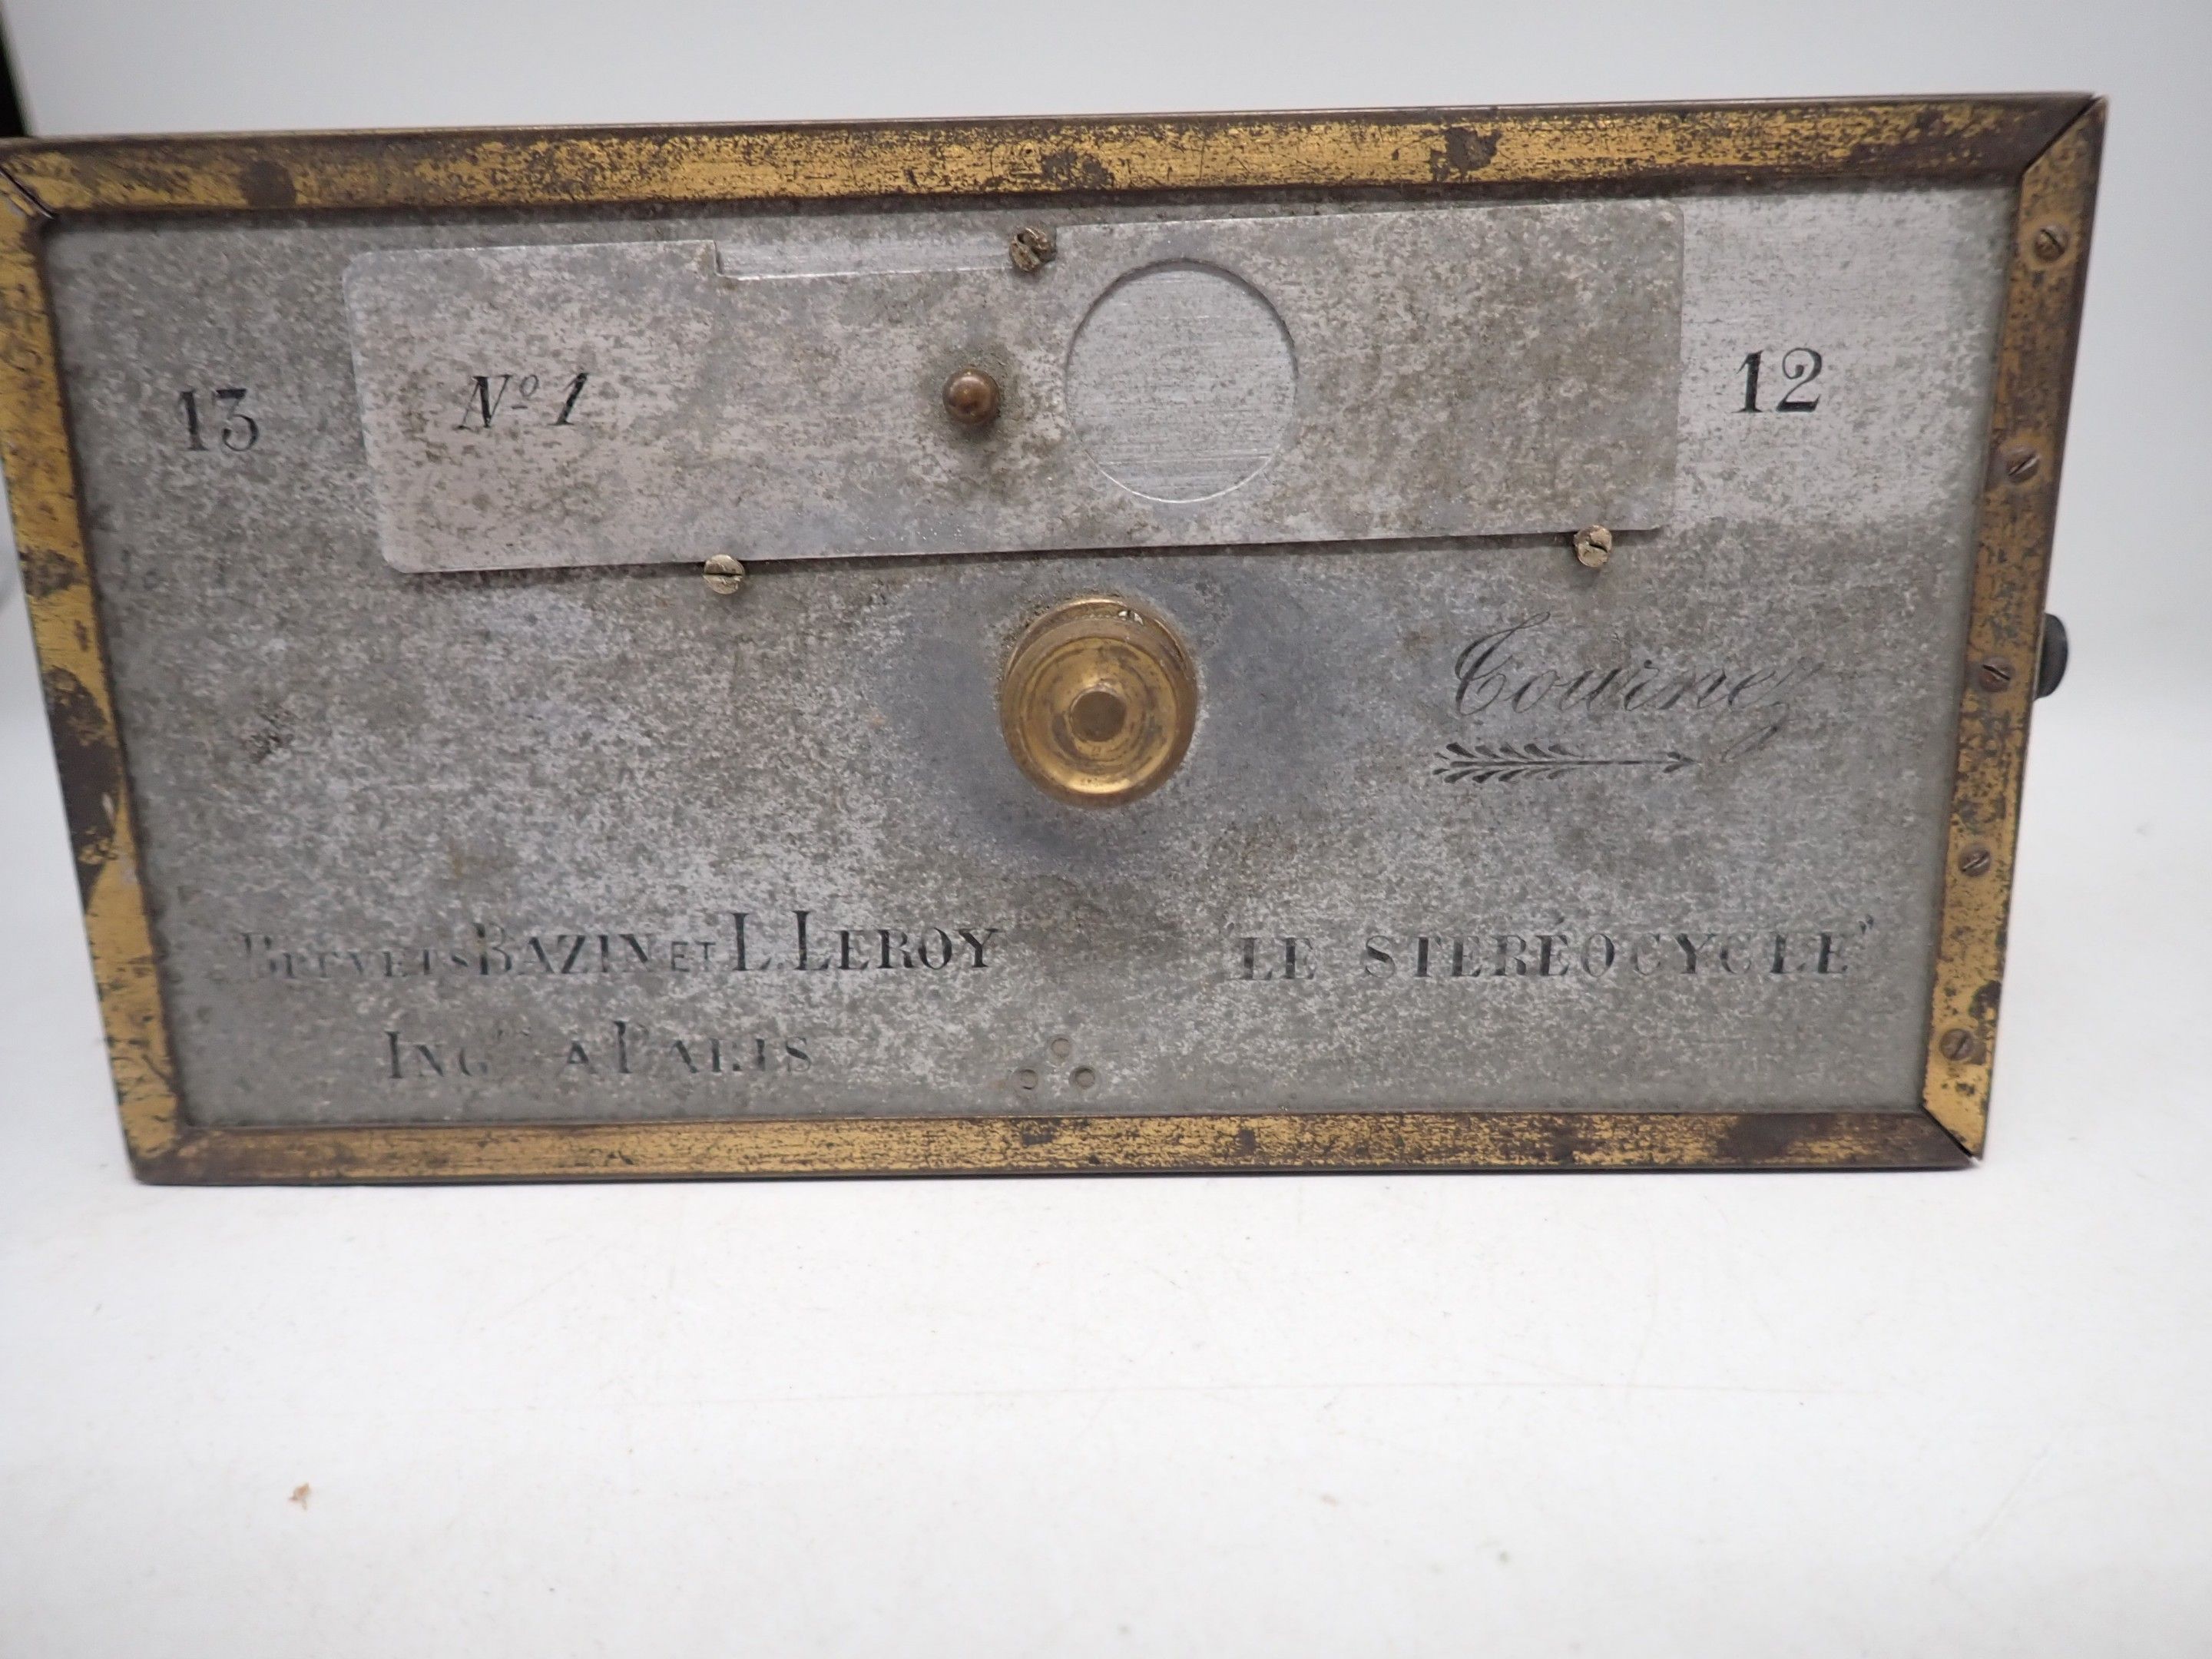 13
Nº 1
12
Tournez
BREVETS BAZIN ET L. LEROY
INGrs A PARIS
"LE STÉRÉOCYCLE"